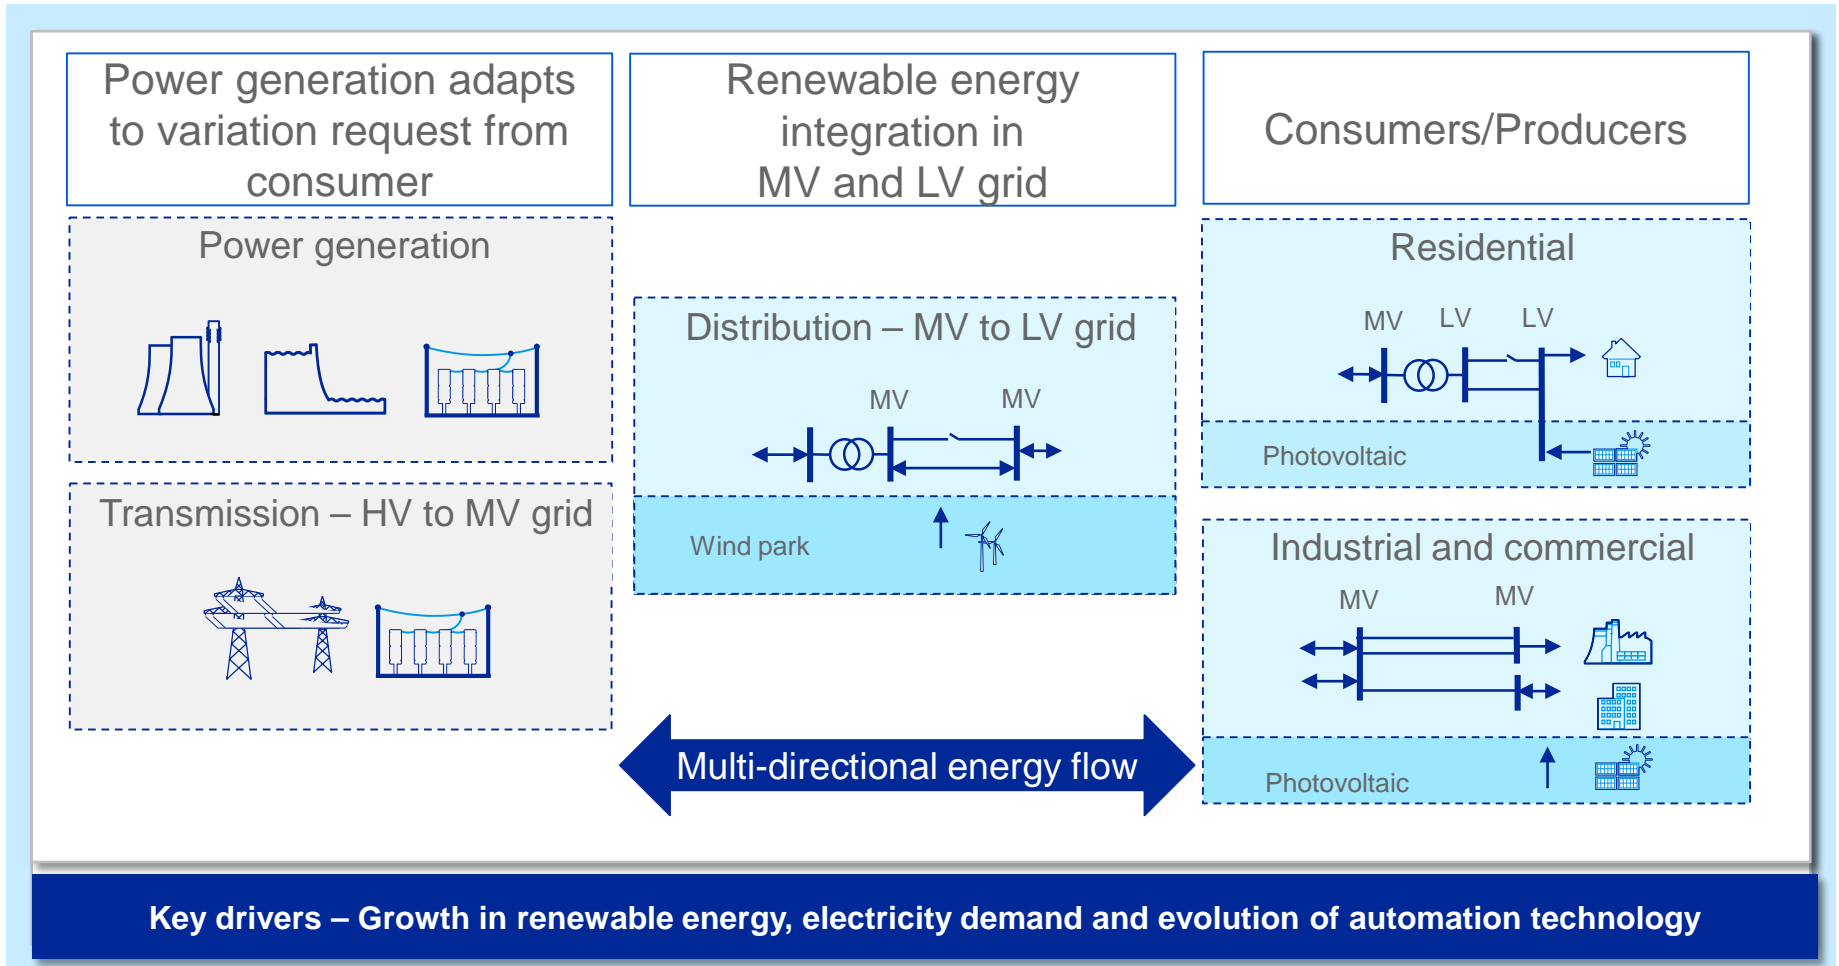 Power generation adapts
to variation request from
consumer
Power generation
Transmission – HV to MV grid
Renewable energy
integration in
MV and LV grid
Distribution – MV to LV grid
MV MV
Wind park
Multi-directional energy flow
Consumers/Producers
Residential
MV LV LV
Photovoltaic
Industrial and commercial
MV MV
Photovoltaic
Key drivers – Growth in renewable energy, electricity demand and evolution of automation technology